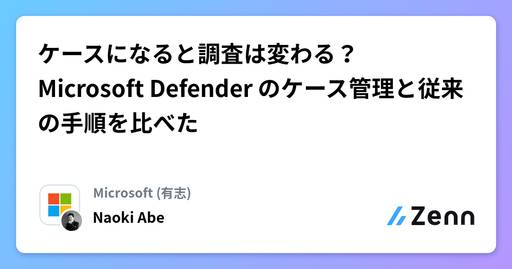 ケースになると調査は変わる？
Microsoft Defender のケース管理と従来
の手順を比べた
Microsoft (有志)
Naoki Abe
Zenn